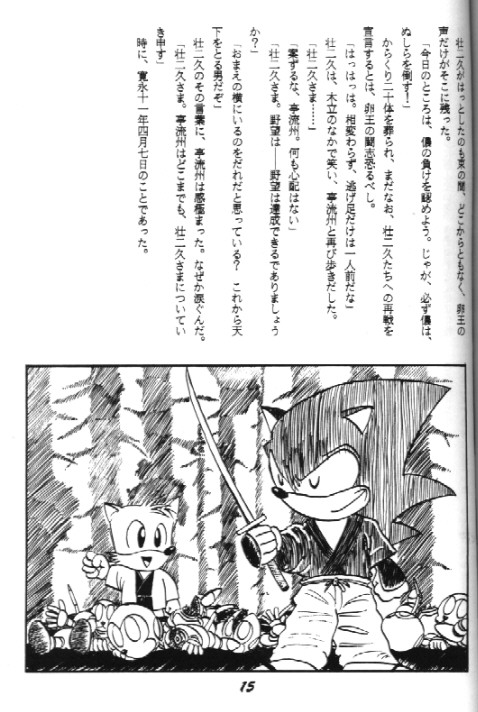 壮二久がはっとしたのも束の間、どこからともなく、卵王の
声だけがそこに残った。
「今日のところは、儂の負けを認めよう。じゃが、必ず儂は、
ぬしらを倒す!」
からくり二十体を葬られ、まだなお、壮二久たちへの再戦を
宣言するとは、卵王の闘志恐るべし。
「はっはっは。相変わらず、逃げ足だけは一人前だな」
壮二久は、木立のなかで笑い、亭流州と再び歩きだした。
「壮二久さま……」
「案ずるな、亭流州。何も心配はない」
「壮二久さま。野望は——野望は達成できるでありましょう
か?」
「おまえの横にいるのをだれだと思っている? これから天
下をとる男だぞ」
壮二久のその言葉に、亭流州は感極まった。なぜか涙ぐんだ。
「壮二久さま。亭流州はどこまでも、壮二久さまについてい
き申す」
時に、寛永十一年四月七日のことであった。
15